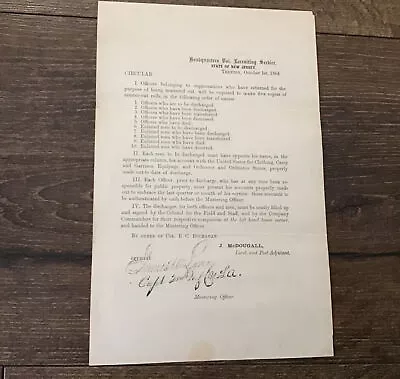 Headquarters Vol. Recruiting Service,
STATE OF NEW JERSEY,
CIRCULAR. TRENTON, October 1st, 1864.
I. Officers belonging to organizations who have returned for the
purpose of being mustered out, will be required to make five copies of
muster-out rolls, in the following order of names:
1. Officers who are to be discharged.
2. Officers who have been discharged.
3. Officers who have been transferred.
4. Officers who have been dismissed.
5. Officers who have died.
6. Enlisted men to be discharged.
7. Enlisted men who have been discharged.
8. Enlisted men who have been transferred.
9. Enlisted men who have died.
10. Enlisted men who have deserted.
II. Each man to be discharged must have opposite his name, in the
appropriate column, his account with the United States for Clothing, Camp
and Garrison Equipage and Ordnance and Ordnance Stores, properly
made out to date of discharge.
III. Each Officer, prior to discharge, who has at any time been re-
sponsible for public property, must present his accounts properly made
out to embrace the last quarter or month of his service; these accounts to
be authenticated by oath before the Mustering Officer.
IV. The discharges, for both officers and men, must be neatly filled up
and signed by the Colonel for the Field and Staff, and by the Company
Commanders for their respective companies at the left hand lower corner,
and handed to the Mustering Officer.
BY ORDER OF COL. R. C. BUCHANAN.
J. McDOUGALL,
Lieut. and Post Adjutant.
OFFICIAL
Capt
Mustering Officer